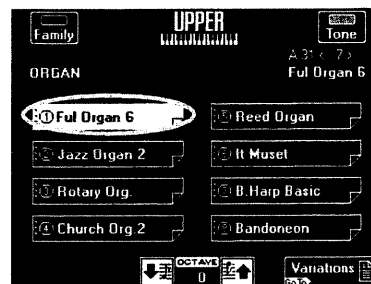 Family
UPPER
Tone
A 31 < 7 >
ORGAN
Ful Organ 6
① Ful Organ 6
Reed Organ
② Jazz Organ 2
It Muset
③ Rotary Org.
B.Harp Basic
④ Church Org.2
Bandoneon
OCTAVE
0
Variations